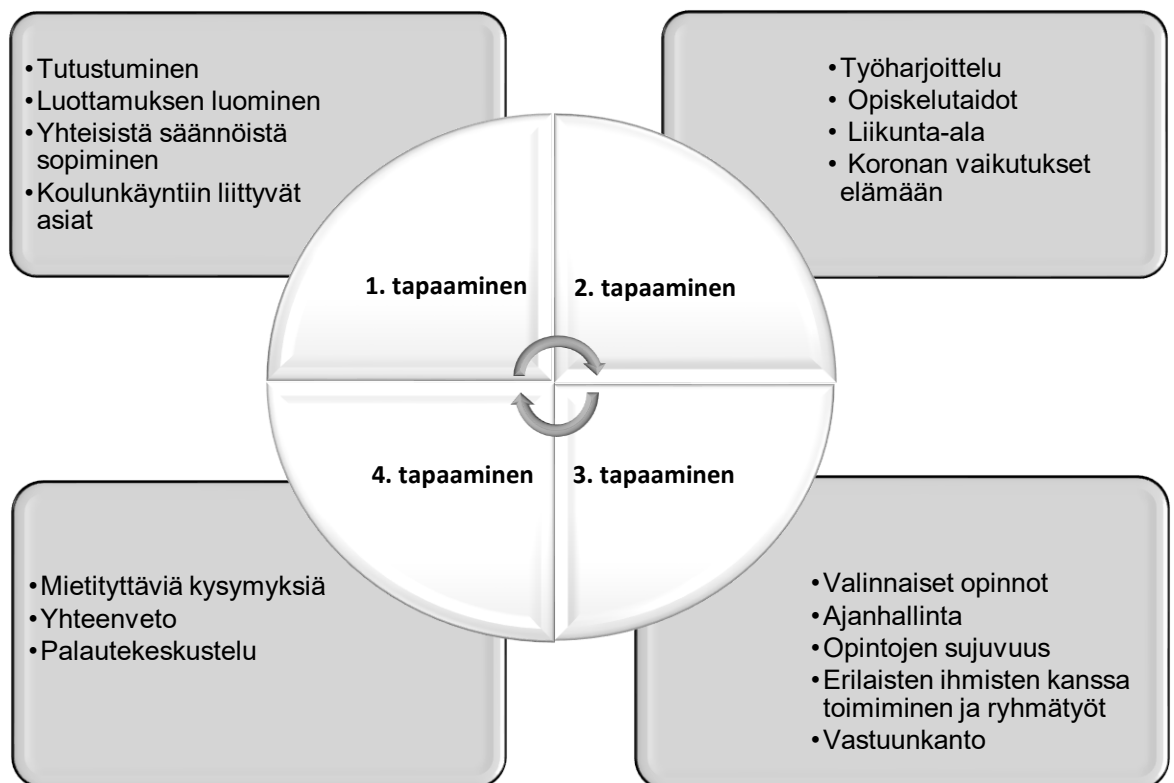 •Tutustuminen
•Luottamuksen luominen
•Yhteisistä säännöistä
sopiminen
•Koulunkäyntiin liittyvät
asiat
•Työharjoittelu
• Opiskelutaidot
•Liikunta-ala
• Koronan vaikutukset
elämään
1. tapaaminen
2. tapaaminen
4. tapaaminen
3. tapaaminen
•Mietityttäviä kysymyksiä
•Yhteenveto
•Palautekeskustelu
•Valinnaiset opinnot
•Ajanhallinta
•Opintojen sujuvuus
•Erilaisten ihmisten kanssa
toimiminen ja ryhmätyöt
•Vastuunkanto